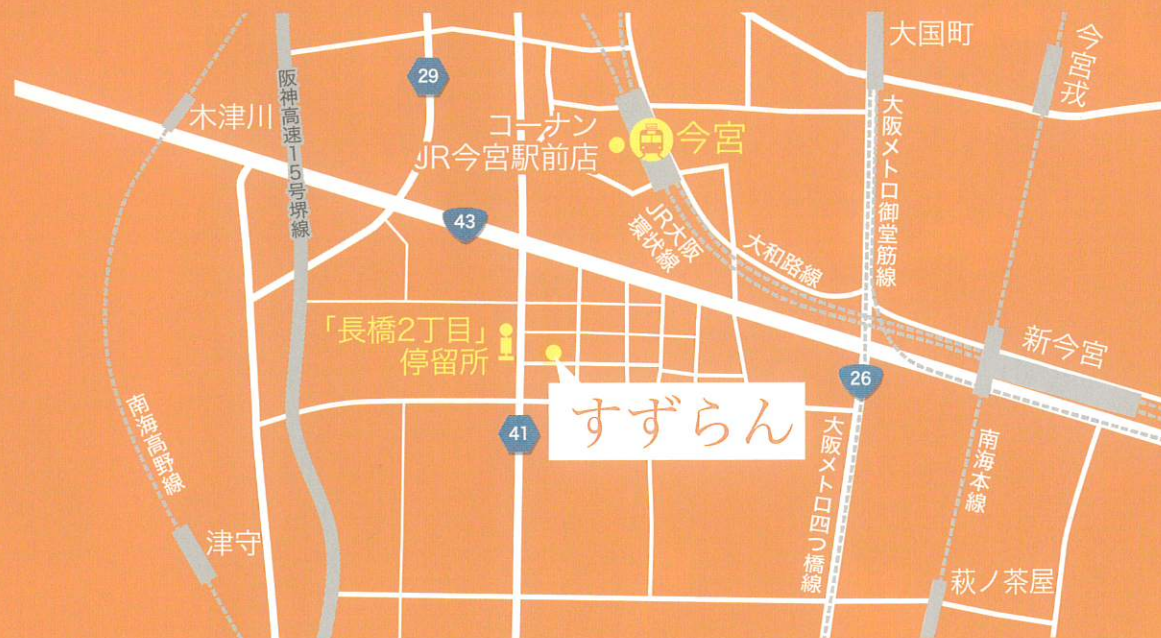 大国町
今宮戎
29
阪神高速15号堺線
木津川
コーナン
JR今宮駅前店
今宮
大阪メトロ御堂筋線
43
JR大阪
環状線
大和路線
「長橋2丁目」
停留所
新今宮
26
すずらん
41
南海高野線
大阪メトロ四つ橋線
南海本線
津守
萩ノ茶屋